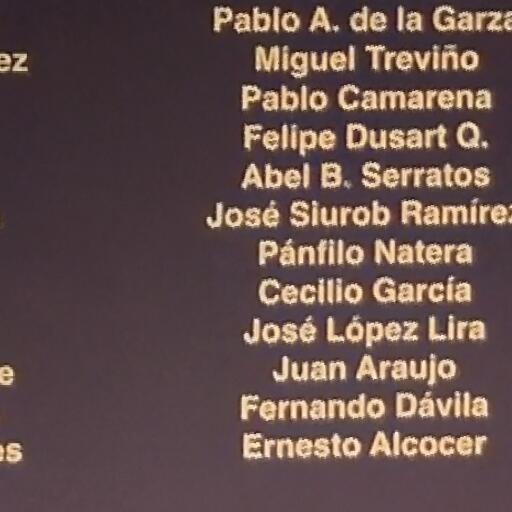 Pablo A. de la Garza
Miguel Treviño
Pablo Camarena
Felipe Dusart Q.
Abel B. Serratos
José Siurob Ramírez
Pánfilo Natera
Cecilio García
José López Lira
Juan Araujo
Fernando Dávila
Ernesto Alcocer